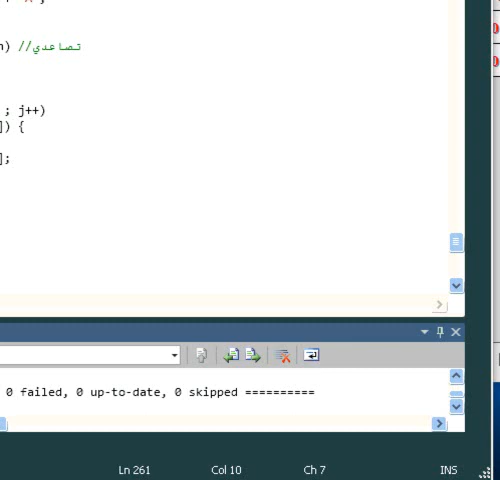 ) //تصاعدي
; j++)
]) {
];
0 failed, 0 up-to-date, 0 skipped ==========
Ln 261 Col 10 Ch 7 INS